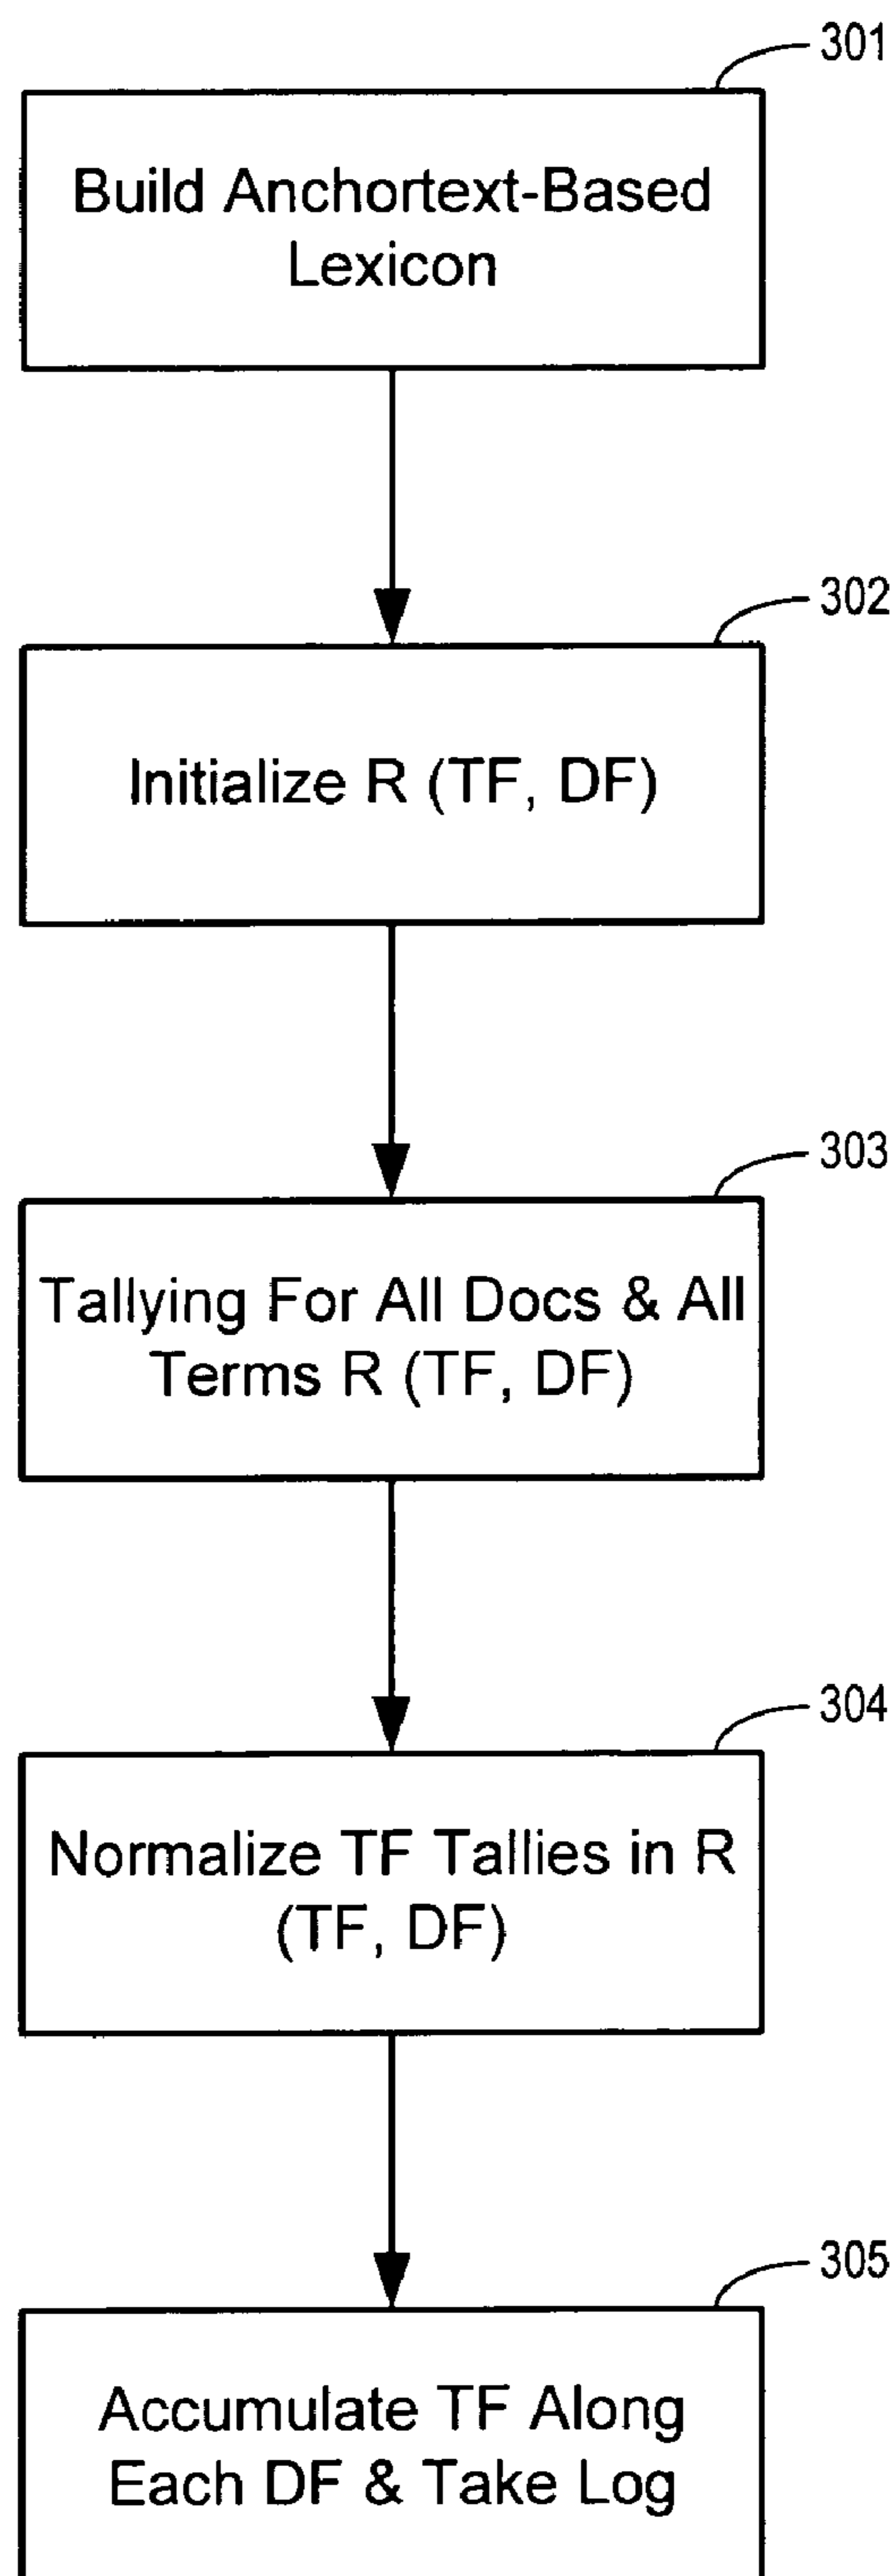 301
Build Anchortext-Based
Lexicon
302
Initialize R (TF, DF)
303
Tallying For All Docs & All
Terms R (TF, DF)
304
Normalize TF Tallies in R
(TF, DF)
305
Accumulate TF Along
Each DF & Take Log